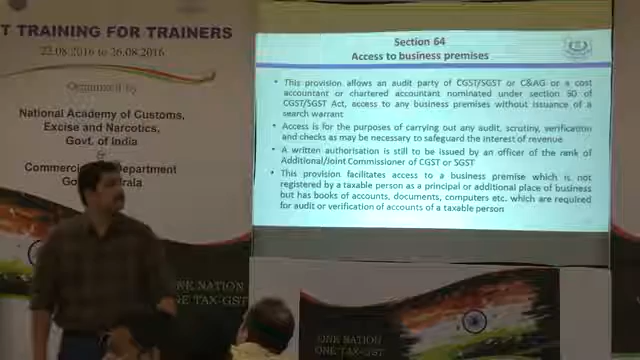 T TRAINING FOR TRAINERS
22.08.2016 to 26.08.2016
Organized by
National Academy of Customs,
Excise and Narcotics,
Govt. of India
&
Department
Section 64
Access to business premises
• This provision allows an audit party of CGST/SGST or C&AG or a cost
accountant or chartered accountant nominated under section 50 of
CGST/SGST Act, access to any business premises without issuance of a
search warrant
• Access is for the purposes of carrying out any audit, scrutiny, verification
and checks as may be necessary to safeguard the interest of revenue
• A written authorisation is still to be issued by an officer of the rank of
Additional/Joint Commissioner of CGST or SGST
• This provision facilitates access to a business premise which is not
registered by a taxable person as a principal or additional place of business
but has books of accounts, documents, computers etc. which are required
for audit or verification of accounts of a taxable person
NATION
NE TAX-GST
NATION
ONE TAX-GST